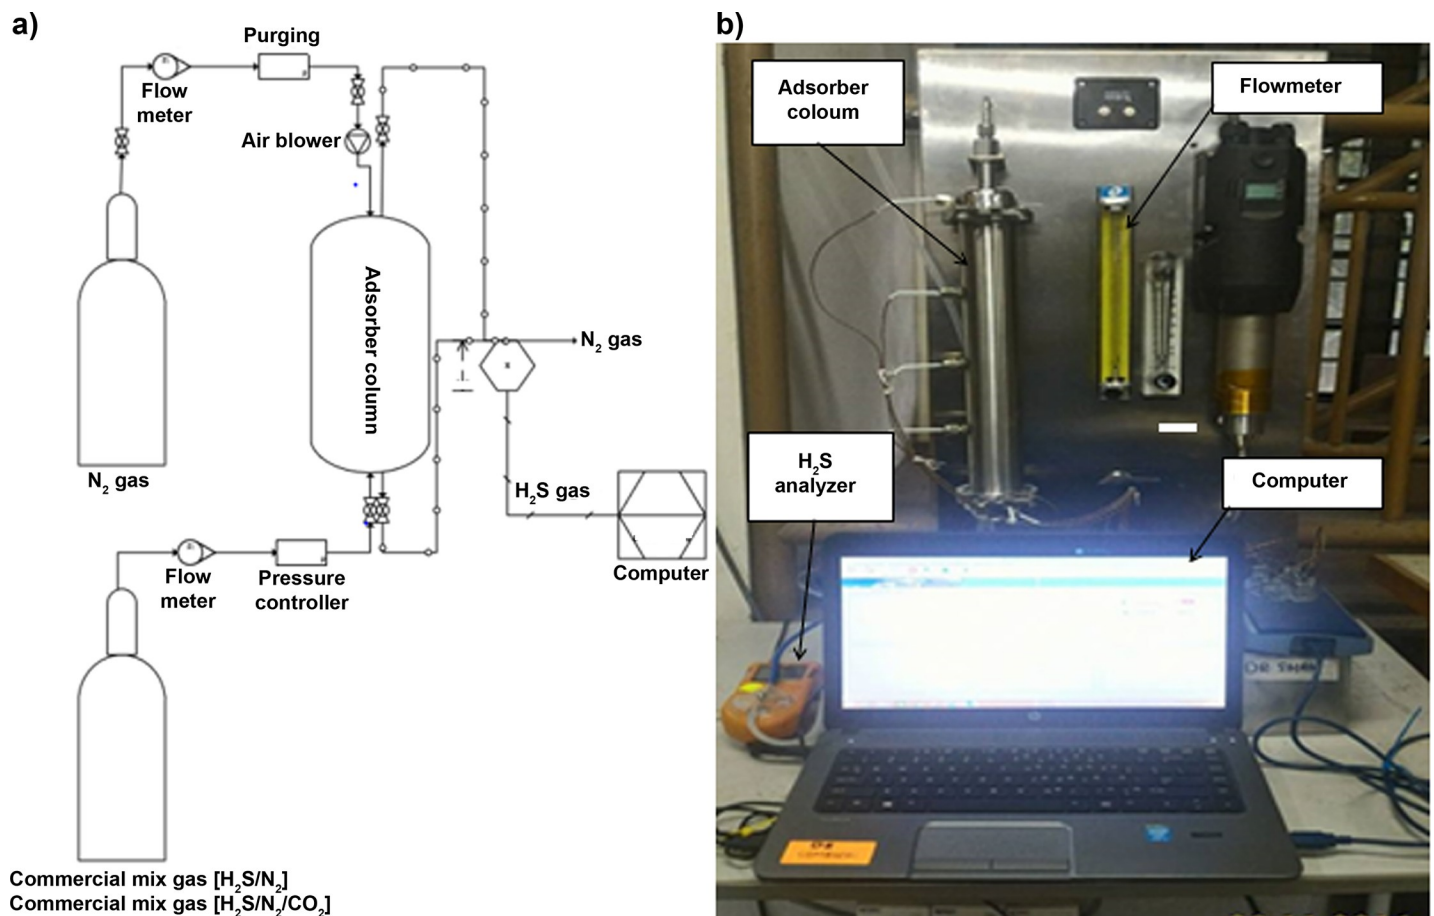 a)
Purging
Flow
meter
Air blower
Adsorber column
N₂ gas
N₂ gas
H₂S gas
Computer
Flow
meter
Pressure
controller
Commercial mix gas [H₂S/N₂]
Commercial mix gas [H₂S/N₂/CO₂]
b)
Adsorber
coloum
Flowmeter
H₂S
analyzer
Computer